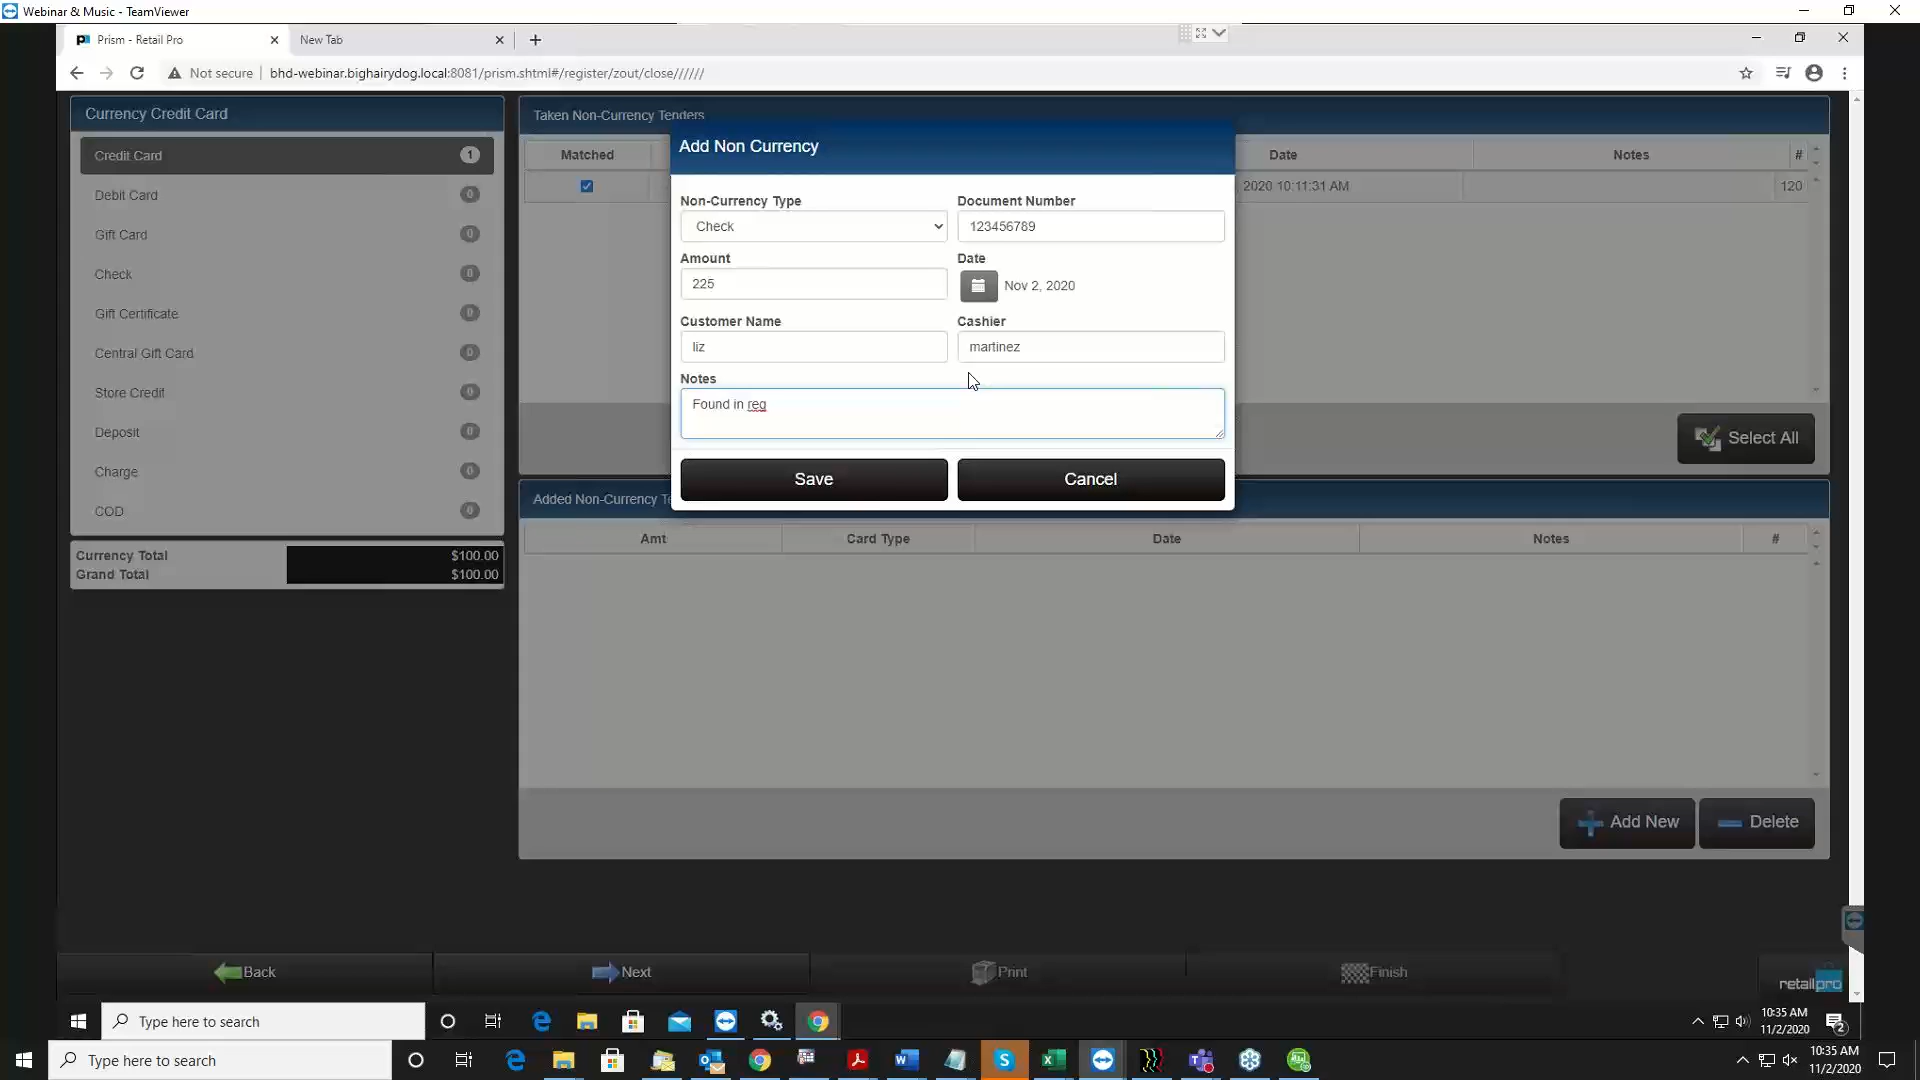 Webinar & Music - TeamViewer
Prism - Retail Pro
New Tab
Not secure
bhd-webinar.bighairydog.local:8081/prism.shtml#/register/zout/close//////
Currency Credit Card
Credit Card 1
Debit Card 0
Gift Card 0
Check 0
Gift Certificate 0
Central Gift Card 0
Store Credit 0
Deposit 0
Charge 0
COD 0
Currency Total $100.00
Grand Total $100.00
Taken Non-Currency Tenders
Matched Date Notes #
2020 10:11:31 AM 120
Add Non Currency
Non-Currency Type Document Number
Check 123456789
Amount Date
225 Nov 2, 2020
Customer Name Cashier
liz martinez
Notes
Found in reg
Save Cancel
Select All
Added Non-Currency Te
Amt Card Type Date Notes #
Add New Delete
Back Next Print Finish
retailpro
Type here to search
10:35 AM
11/2/2020
2
Type here to search
10:35 AM
11/2/2020